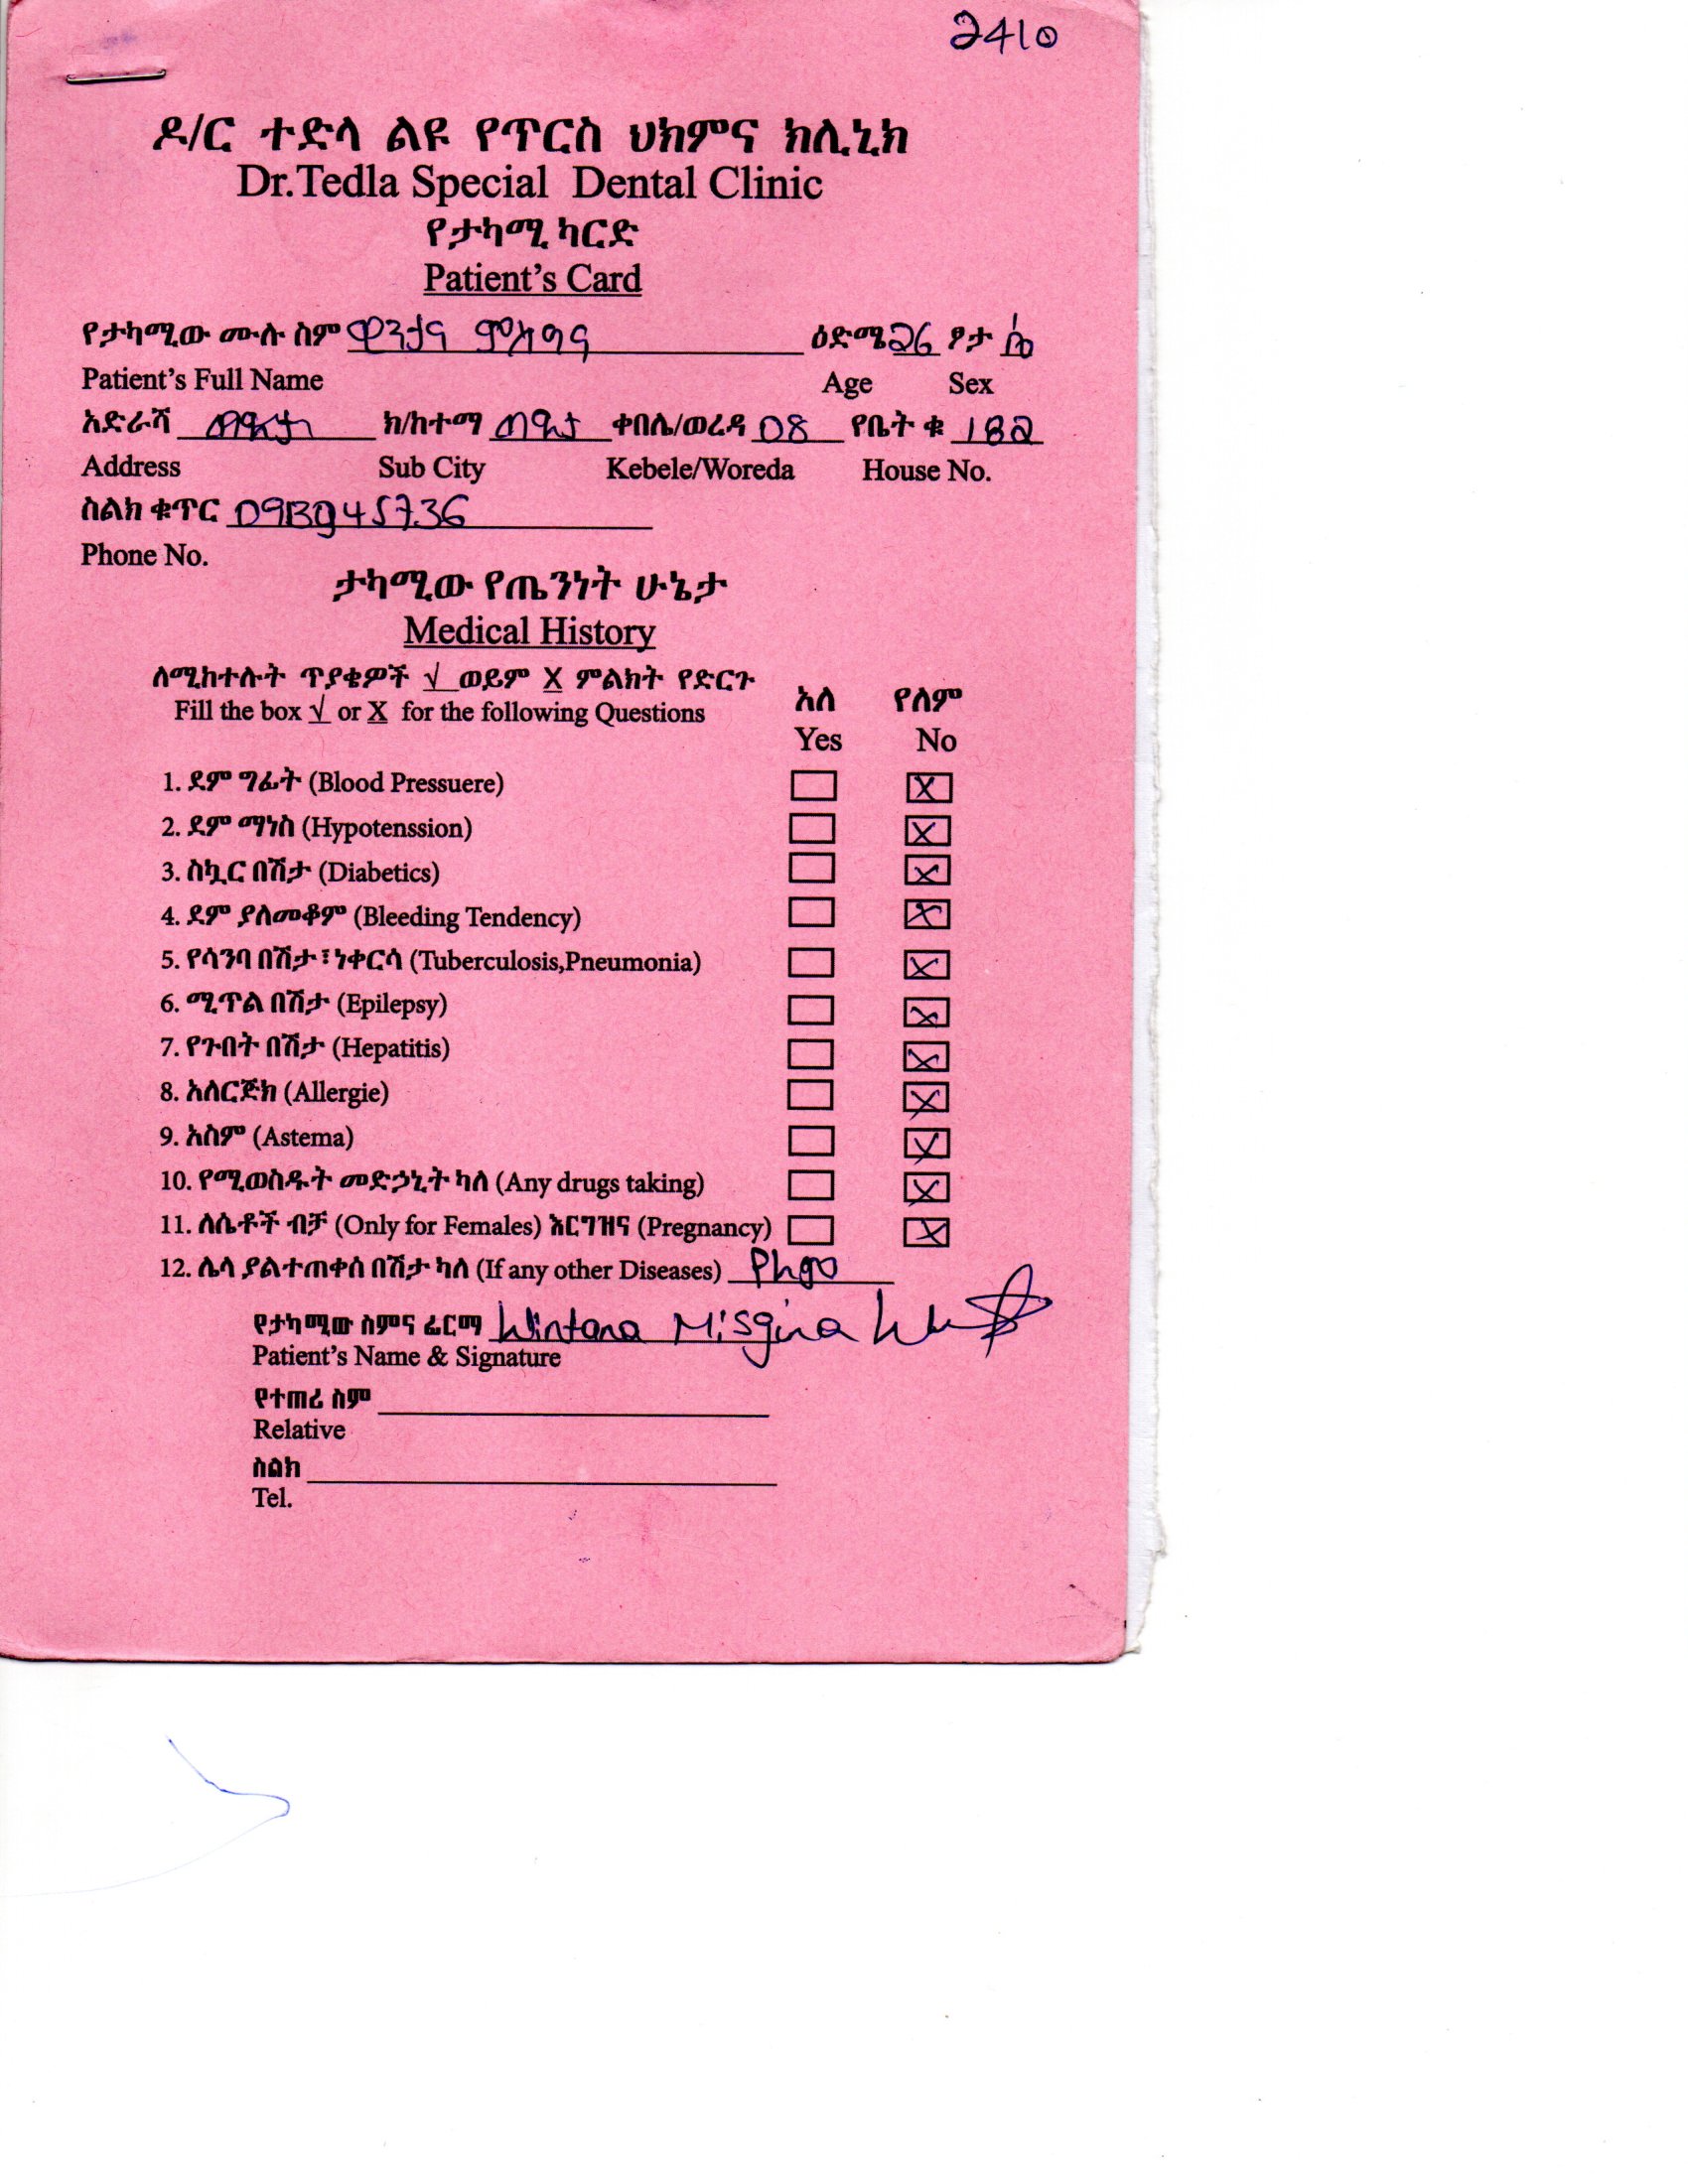 2410
ዶ/ር ተድላ ልዩ የጥርስ ህክምና ክሊኒክ
Dr.Tedla Special Dental Clinic
የታካሚ ካርድ
Patient's Card
የታካሚው ሙሉ ስም ዊንታና ምስግና ዕድሜ 26 ፆታ ሴ
Patient's Full Name Age Sex
አድራሻ ክ/ከተማ ቀበሌ/ወረዳ 08 የቤት ቁ 182
Address Sub City Kebele/Woreda House No.
ስልክ ቁጥር
Phone No.
ታካሚው የጤንነት ሁኔታ
Medical History
ለሚከተሉት ጥያቄዎች √ ወይም X ምልክት የድርጉ
Fill the box √ or X for the following Questions
አለ የለም
Yes No
1. ደም ግፊት (Blood Pressuere) X
2. ደም ማነስ (Hypotenssion) X
3. ስኳር በሽታ (Diabetics) X
4. ደም ያለመቆም (Bleeding Tendency) X
5. የሳንባ በሽታ፣ነቀርሳ (Tuberculosis,Pneumonia) X
6. ሚጥል በሽታ (Epilepsy) X
7. የጉበት በሽታ (Hepatitis) X
8. አለርጅክ (Allergie) X
9. አስም (Astema) X
10. የሚወስዱት መድኃኒት ካለ (Any drugs taking) X
11. ለሴቶች ብቻ (Only for Females) እርግዝና (Pregnancy) X
12. ሌላ ያልተጠቀሰ በሽታ ካለ (If any other Diseases) የለም
የታካሚው ስምና ፊርማ Wintana Misgina
Patient's Name & Signature
የተጠሪ ስም
Relative
ስልክ
Tel.